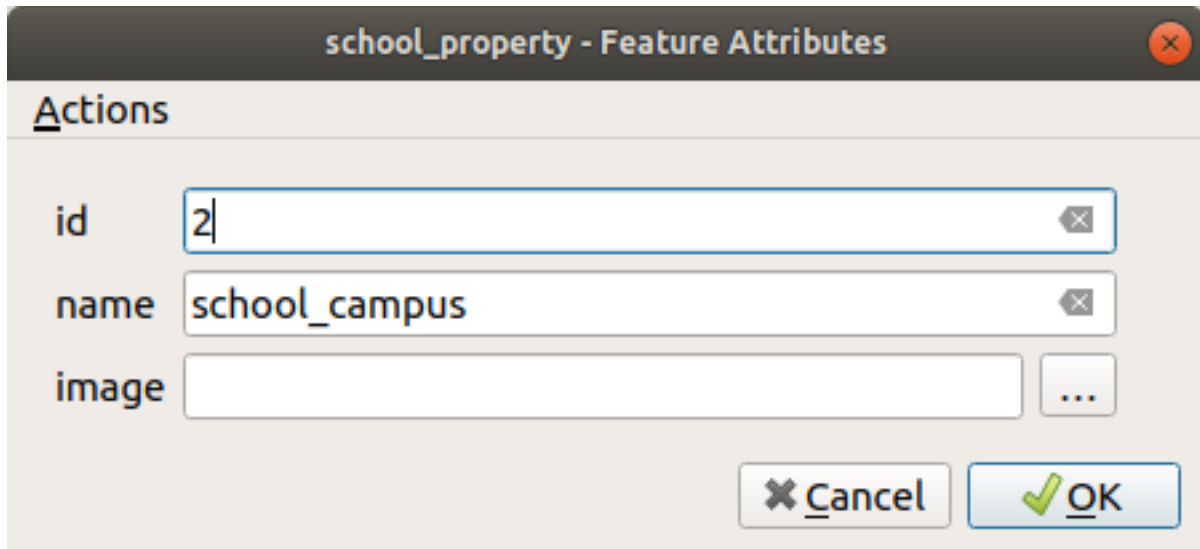 school_property - Feature Attributes
Actions
id 2
name school_campus
image ...
Cancel OK